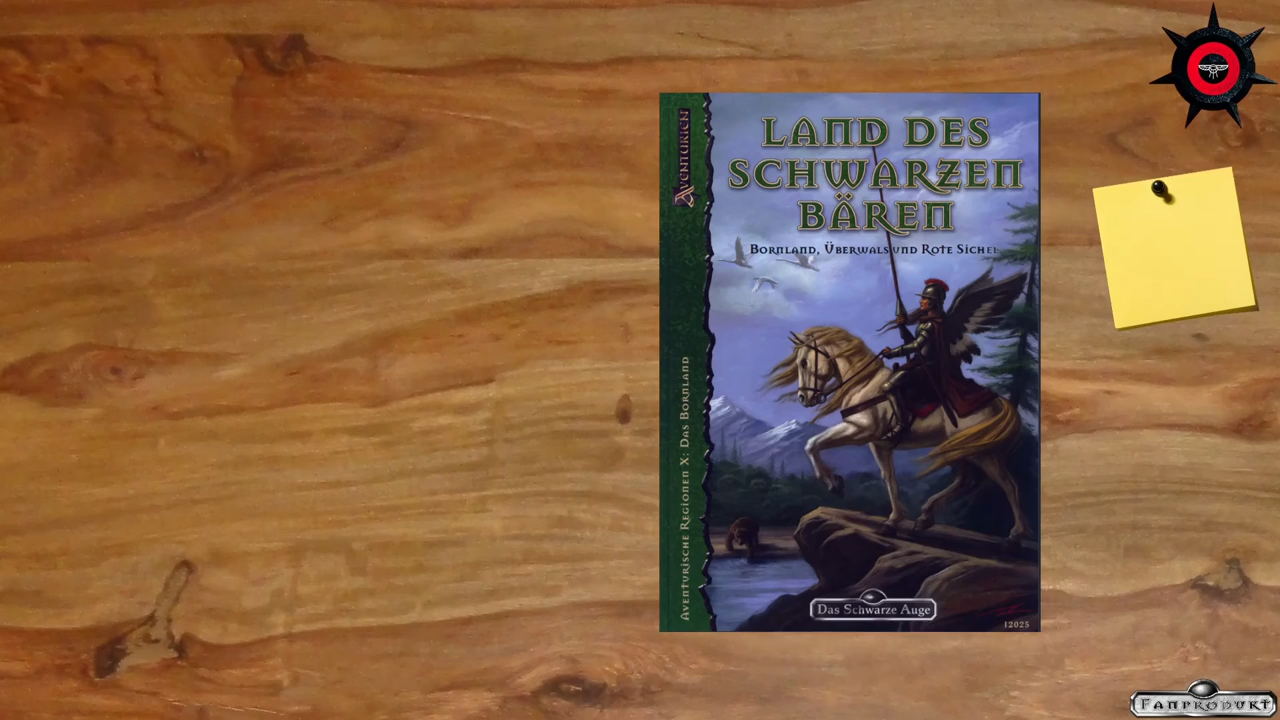 LAND DES
SCHWARZEN
BÄREN
Bornland, Überwals und Rote Sichel
Aventurien
Aventurische Regionen X: Das Bornland
Das Schwarze Auge
12025
Fanprodukt